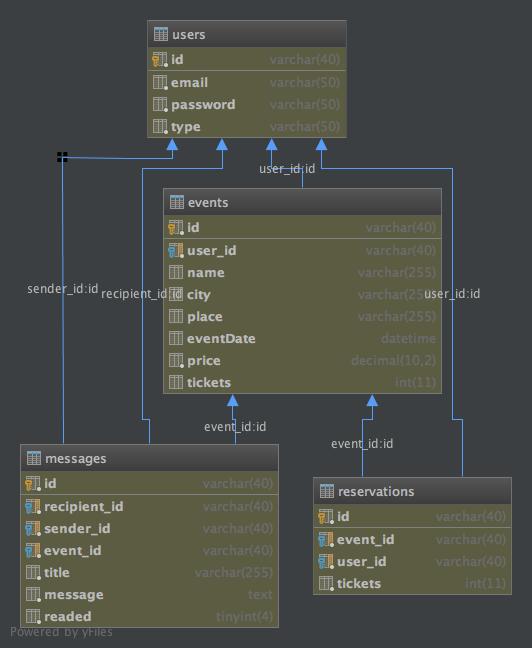 users
id varchar(40)
email varchar(50)
password varchar(50)
type varchar(50)
user_id:id
events
id varchar(40)
user_id varchar(40)
name varchar(255)
city varchar(255)
place varchar(255)
eventDate datetime
price decimal(10,2)
tickets int(11)
sender_id:id
recipient_id:id
user_id:id
event_id:id
event_id:id
messages
id varchar(40)
recipient_id varchar(40)
sender_id varchar(40)
event_id varchar(40)
title varchar(255)
message text
readed tinyint(4)
reservations
id varchar(40)
event_id varchar(40)
user_id varchar(40)
tickets int(11)
Powered by yFiles